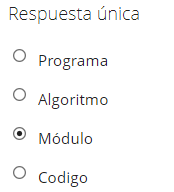 Respuesta única
Programa
Algoritmo
Módulo
Codigo